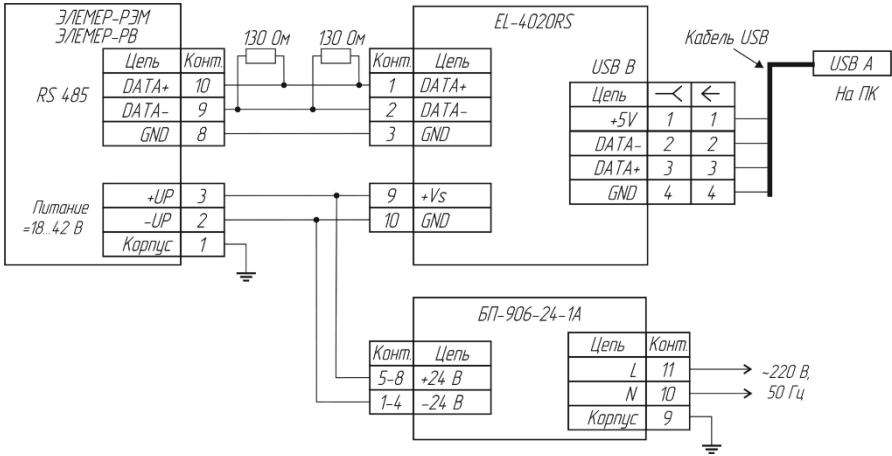 ЭЛЕМЕР-РЭМ
ЭЛЕМЕР-РВ
RS 485
Цепь Конт.
DATA+ 10
DATA- 9
GND 8
130 Ом 130 Ом
EL-4020RS
Конт. Цепь
1 DATA+
2 DATA-
3 GND
USB B
Цепь
+5V 1 1
DATA- 2 2
DATA+ 3 3
GND 4 4
Кабель USB
USB A
На ПК
Питание
=18...42 В
+UP 3
-UP 2
Корпус 1
9 +Vs
10 GND
БП-906-24-1А
Конт. Цепь
5-8 +24 В
1-4 -24 В
Цепь Конт.
L 11
N 10
Корпус 9
~220 В,
50 Гц